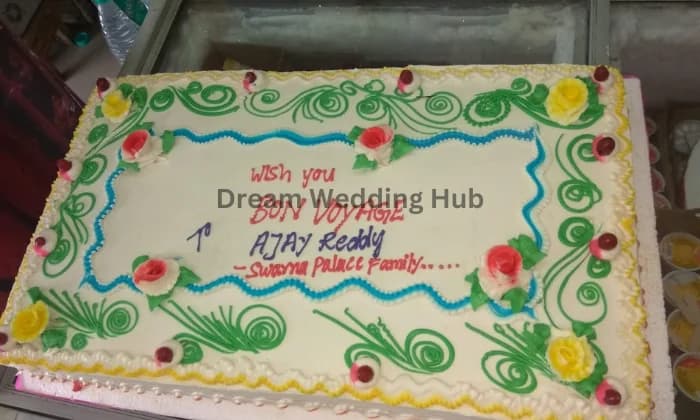 Wish you
BON VOYAGE
To AJAY Reddy
- Swarna Palace Family.....
Dream Wedding Hub